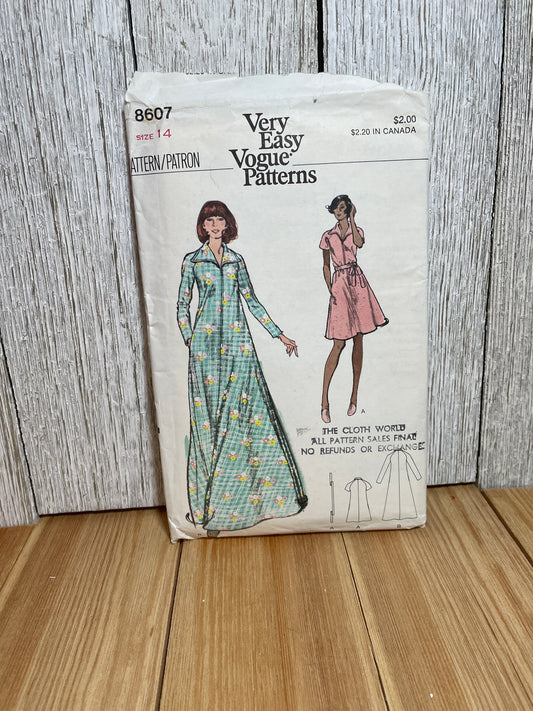 8607
SIZE 14
ATTERN/PATRON
Very
Easy
Vogue
Patterns
$2.00
$2.20 IN CANADA
A
THE CLOTH WORLD
ALL PATTERN SALES FINAL
NO REFUNDS OR EXCHANGE
B
A
A
B